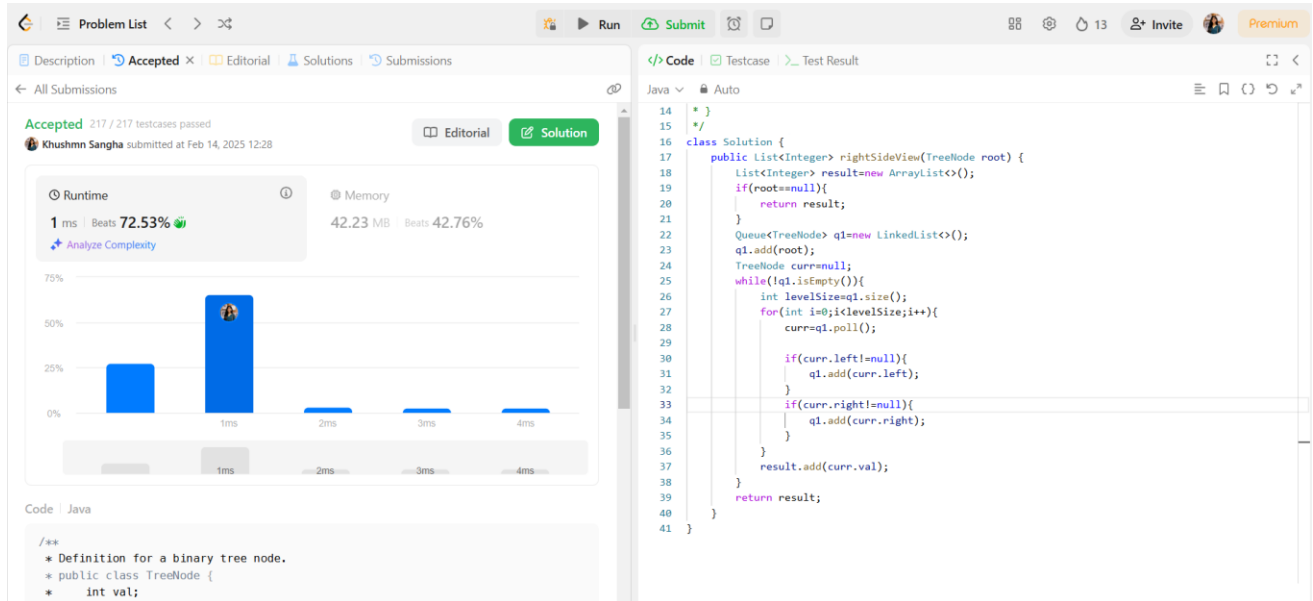 Problem List
Run
Submit
13
Invite
Premium
Description
Accepted
Editorial
Solutions
Submissions
All Submissions
Accepted 217 / 217 testcases passed
Khushmn Sangha submitted at Feb 14, 2025 12:28
Editorial
Solution
Runtime
1 ms Beats 72.53%
Analyze Complexity
Memory
42.23 MB Beats 42.76%
75%
50%
25%
0%
1ms 2ms 3ms 4ms
1ms 2ms 3ms 4ms
Code Java
/**
* Definition for a binary tree node.
* public class TreeNode {
* int val;
</> Code
Testcase
>_ Test Result
Java
Auto
14 * }
15 */
16 class Solution {
17 public List<Integer> rightSideView(TreeNode root) {
18 List<Integer> result=new ArrayList<>();
19 if(root==null){
20 return result;
21 }
22 Queue<TreeNode> q1=new LinkedList<>();
23 q1.add(root);
24 TreeNode curr=null;
25 while(!q1.isEmpty()){
26 int levelSize=q1.size();
27 for(int i=0;i<levelSize;i++){
28 curr=q1.poll();
29
30 if(curr.left!=null){
31 q1.add(curr.left);
32 }
33 if(curr.right!=null){
34 q1.add(curr.right);
35 }
36 }
37 result.add(curr.val);
38 }
39 return result;
40 }
41 }